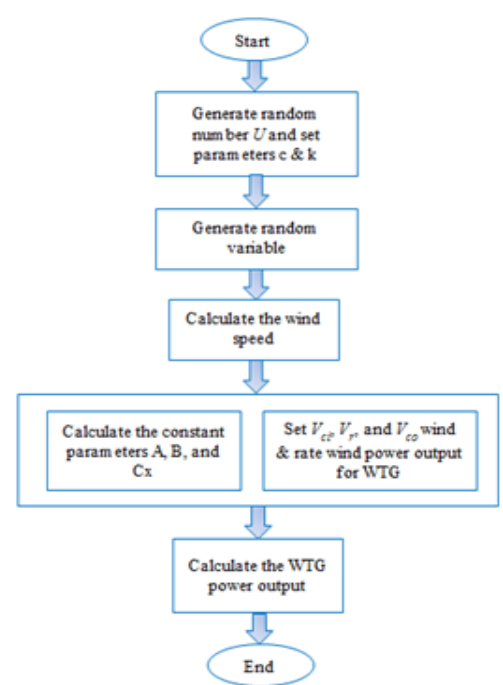 Start
Generate random
number U and set
parameters c & k
Generate random
variable
Calculate the wind
speed
Calculate the constant
parameters A, B, and
Cx
Set Vci, Vr, and Vco wind
& rate wind power output
for WTG
Calculate the WTG
power output
End